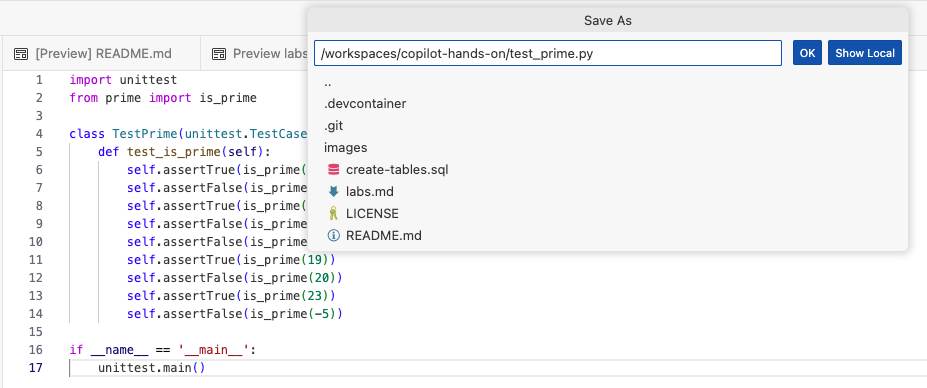 Save As
/workspaces/copilot-hands-on/test_prime.py
OK
Show Local
..
.devcontainer
.git
images
create-tables.sql
labs.md
LICENSE
README.md
[Preview] README.md
Preview labs
1 import unittest
2 from prime import is_prime
3
4 class TestPrime(unittest.TestCase
5 def test_is_prime(self):
6 self.assertTrue(is_prime(
7 self.assertFalse(is_prime(
8 self.assertTrue(is_prime(
9 self.assertFalse(is_prime(
10 self.assertFalse(is_prime(
11 self.assertTrue(is_prime(19))
12 self.assertFalse(is_prime(20))
13 self.assertTrue(is_prime(23))
14 self.assertFalse(is_prime(-5))
15
16 if __name__ == '__main__':
17 unittest.main()